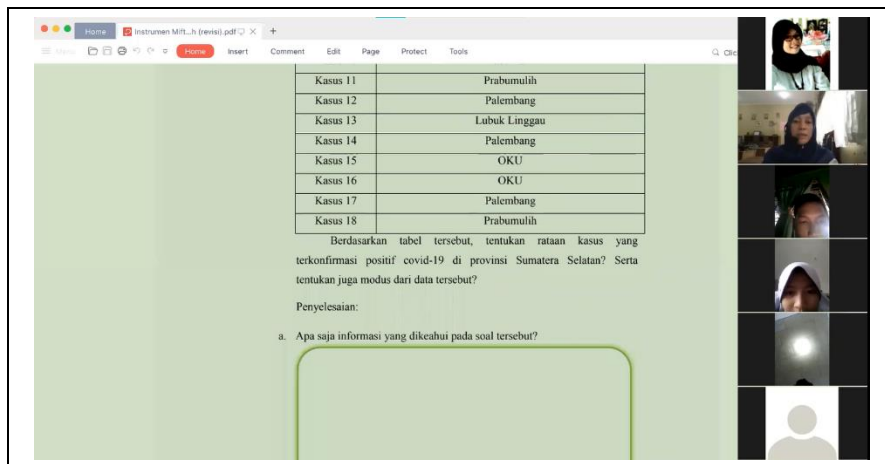 Home
Instrumen Mift...h (revisi).pdf
Menu
Home Insert Comment Edit Page Protect Tools
Clic
Kasus 11 Prabumulih
Kasus 12 Palembang
Kasus 13 Lubuk Linggau
Kasus 14 Palembang
Kasus 15 OKU
Kasus 16 OKU
Kasus 17 Palembang
Kasus 18 Prabumulih
Berdasarkan tabel tersebut, tentukan rataan kasus yang
terkonfirmasi positif covid-19 di provinsi Sumatera Selatan? Serta
tentukan juga modus dari data tersebut?
Penyelesaian:
a. Apa saja informasi yang dikeahui pada soal tersebut?